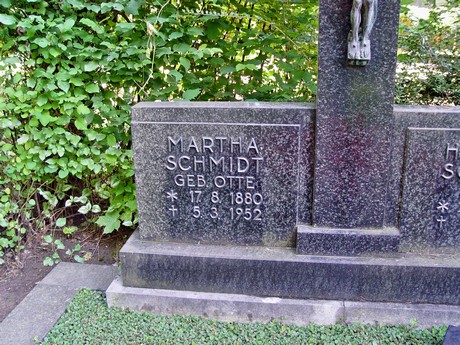 MARTHA
SCHMIDT
GEB. OTTE
* 17. 8. 1880
† 5. 3. 1952